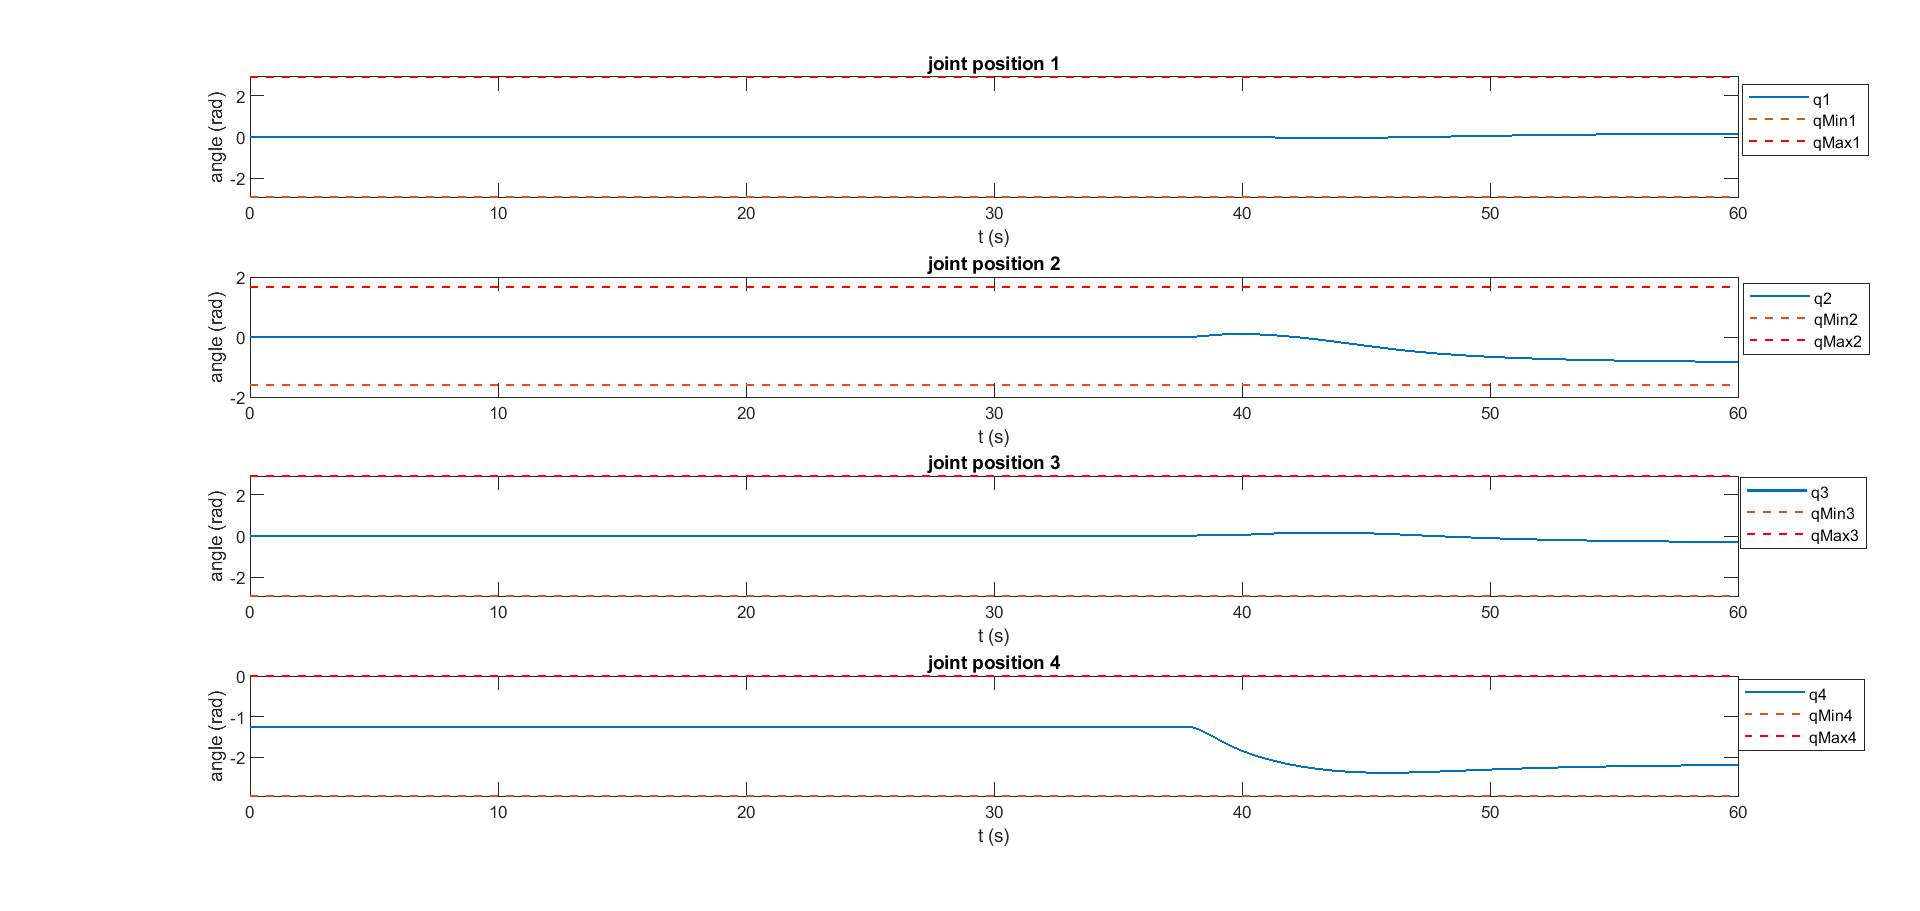 joint position 1
angle (rad)
2
0
-2
0 10 20 30 40 50 60
t (s)
q1
qMin1
qMax1
joint position 2
angle (rad)
2
0
-2
0 10 20 30 40 50 60
t (s)
q2
qMin2
qMax2
joint position 3
angle (rad)
2
0
-2
0 10 20 30 40 50 60
t (s)
q3
qMin3
qMax3
joint position 4
angle (rad)
0
-1
-2
0 10 20 30 40 50 60
t (s)
q4
qMin4
qMax4